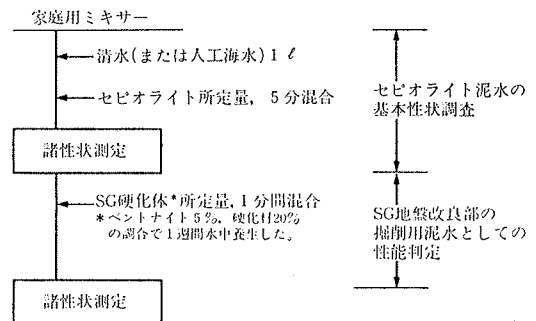 家庭用ミキサー
清水(または人工海水)1 ℓ
セピオライト所定量, 5分混合
諸性状測定
SG硬化体*所定量, 1分間混合
*ベントナイト5%, 硬化材20%
の調合で1週間水中養生した。
諸性状測定
セピオライト泥水の
基本性状調査
SG地盤改良部の
掘削用泥水としての
性能判定